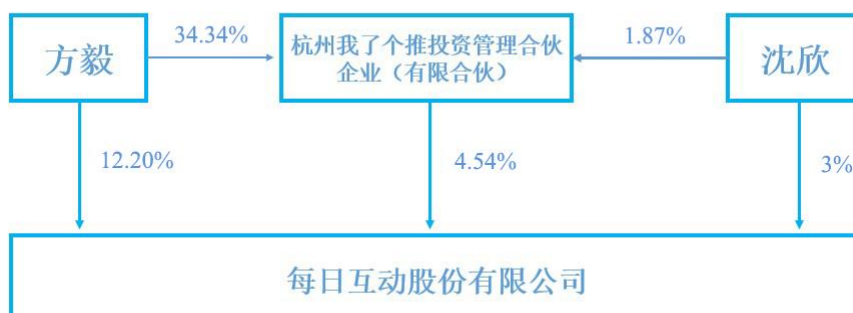 34.34%
1.87%
方毅
杭州我了个推投资管理合伙
企业（有限合伙）
沈欣
12.20%
4.54%
3%
每日互动股份有限公司